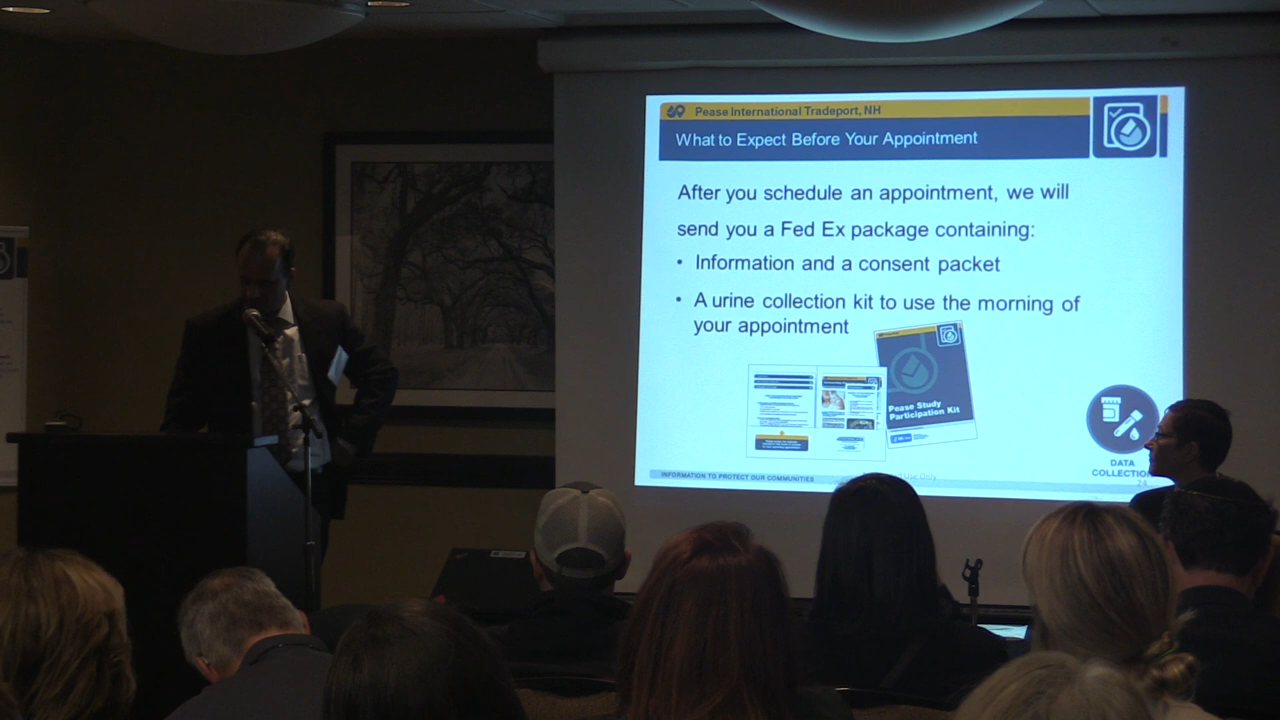 Pease International Tradeport, NH
What to Expect Before Your Appointment
After you schedule an appointment, we will
send you a Fed Ex package containing:
• Information and a consent packet
• A urine collection kit to use the morning of
your appointment
Pease Study
Participation Kit
DATA
COLLECTION
INFORMATION TO PROTECT OUR COMMUNITIES
24